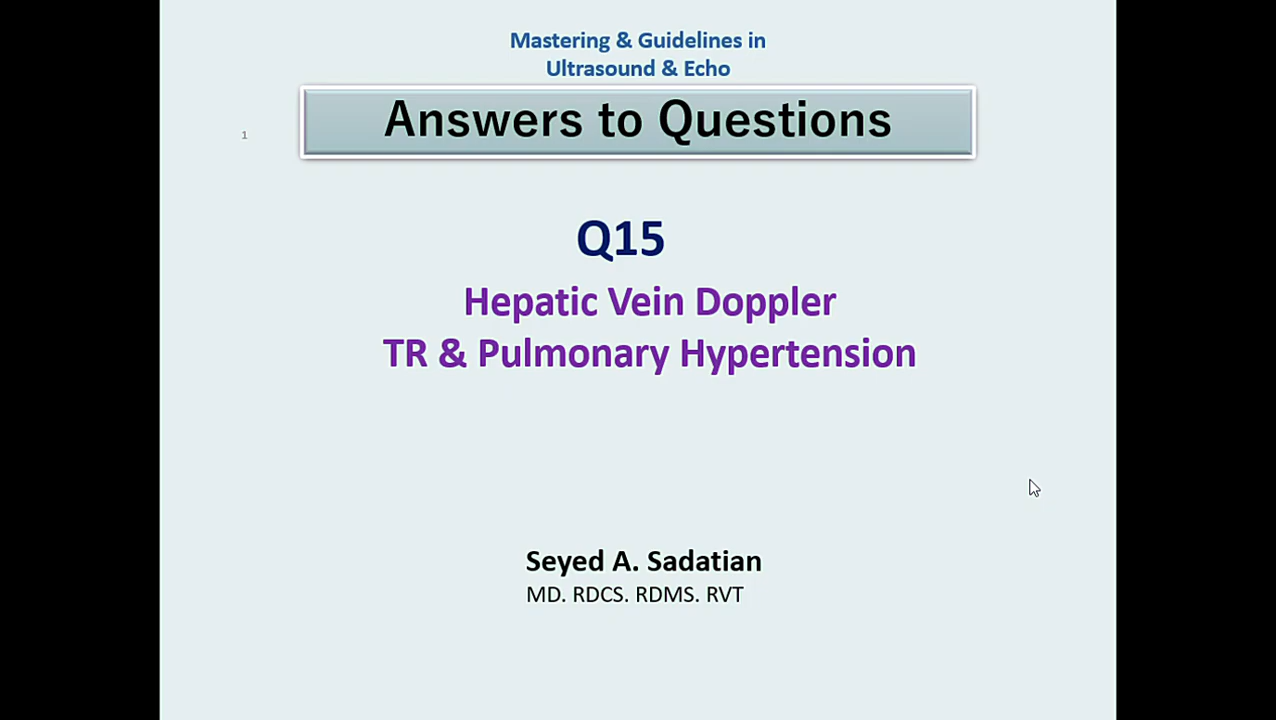 Mastering & Guidelines in
Ultrasound & Echo
Answers to Questions
1
Q15
Hepatic Vein Doppler
TR & Pulmonary Hypertension
Seyed A. Sadatian
MD. RDCS. RDMS. RVT